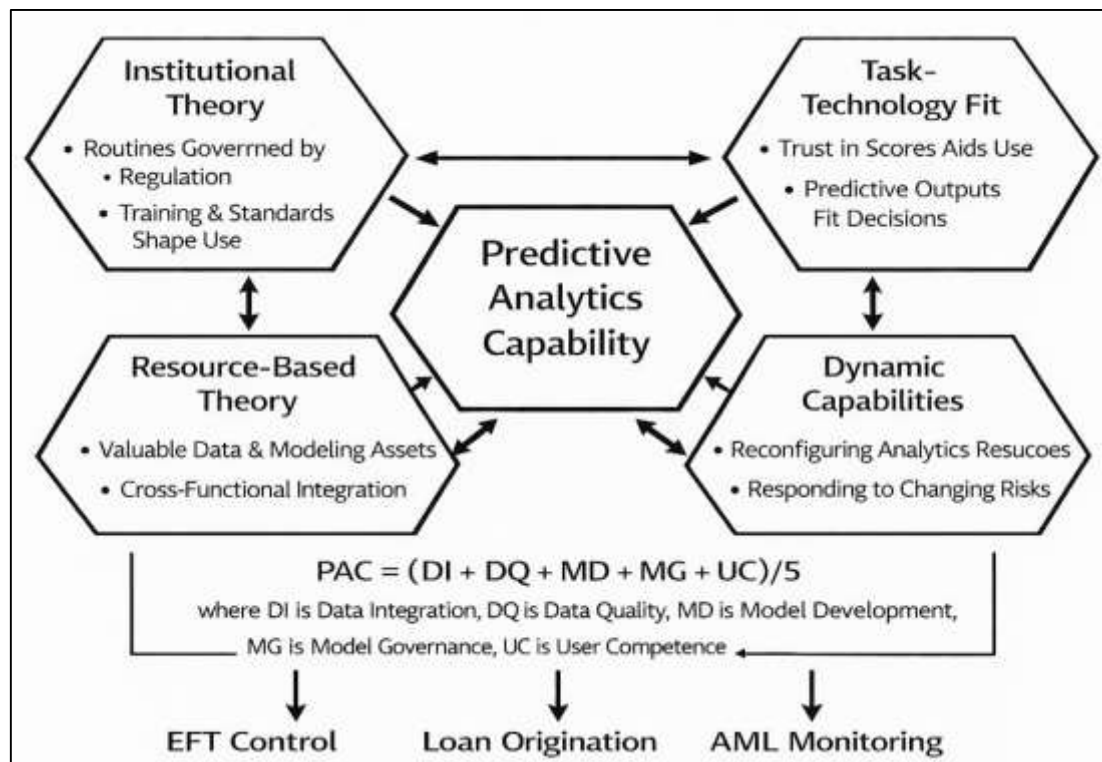 Institutional
Theory
• Routines Goverrned by
• Regulation
• Training & Standards
Shape Use
Task-
Technology Fit
• Trust in Scores Aids Use
• Predictive Outputs
Fit Decisions
Predictive
Analytics
Capability
Resource-Based
Theory
• Valuable Data & Modeling Assets
• Cross-Functional Integration
Dynamic
Capabilities
• Reconfiguring Analytics Resucoes
• Responding to Changing Risks
PAC = (DI + DQ + MD + MG + UC)/5
where DI is Data Integration, DQ is Data Quality, MD is Model Development,
MG is Model Governance, UC is User Competence
EFT Control
Loan Origination
AML Monitoring